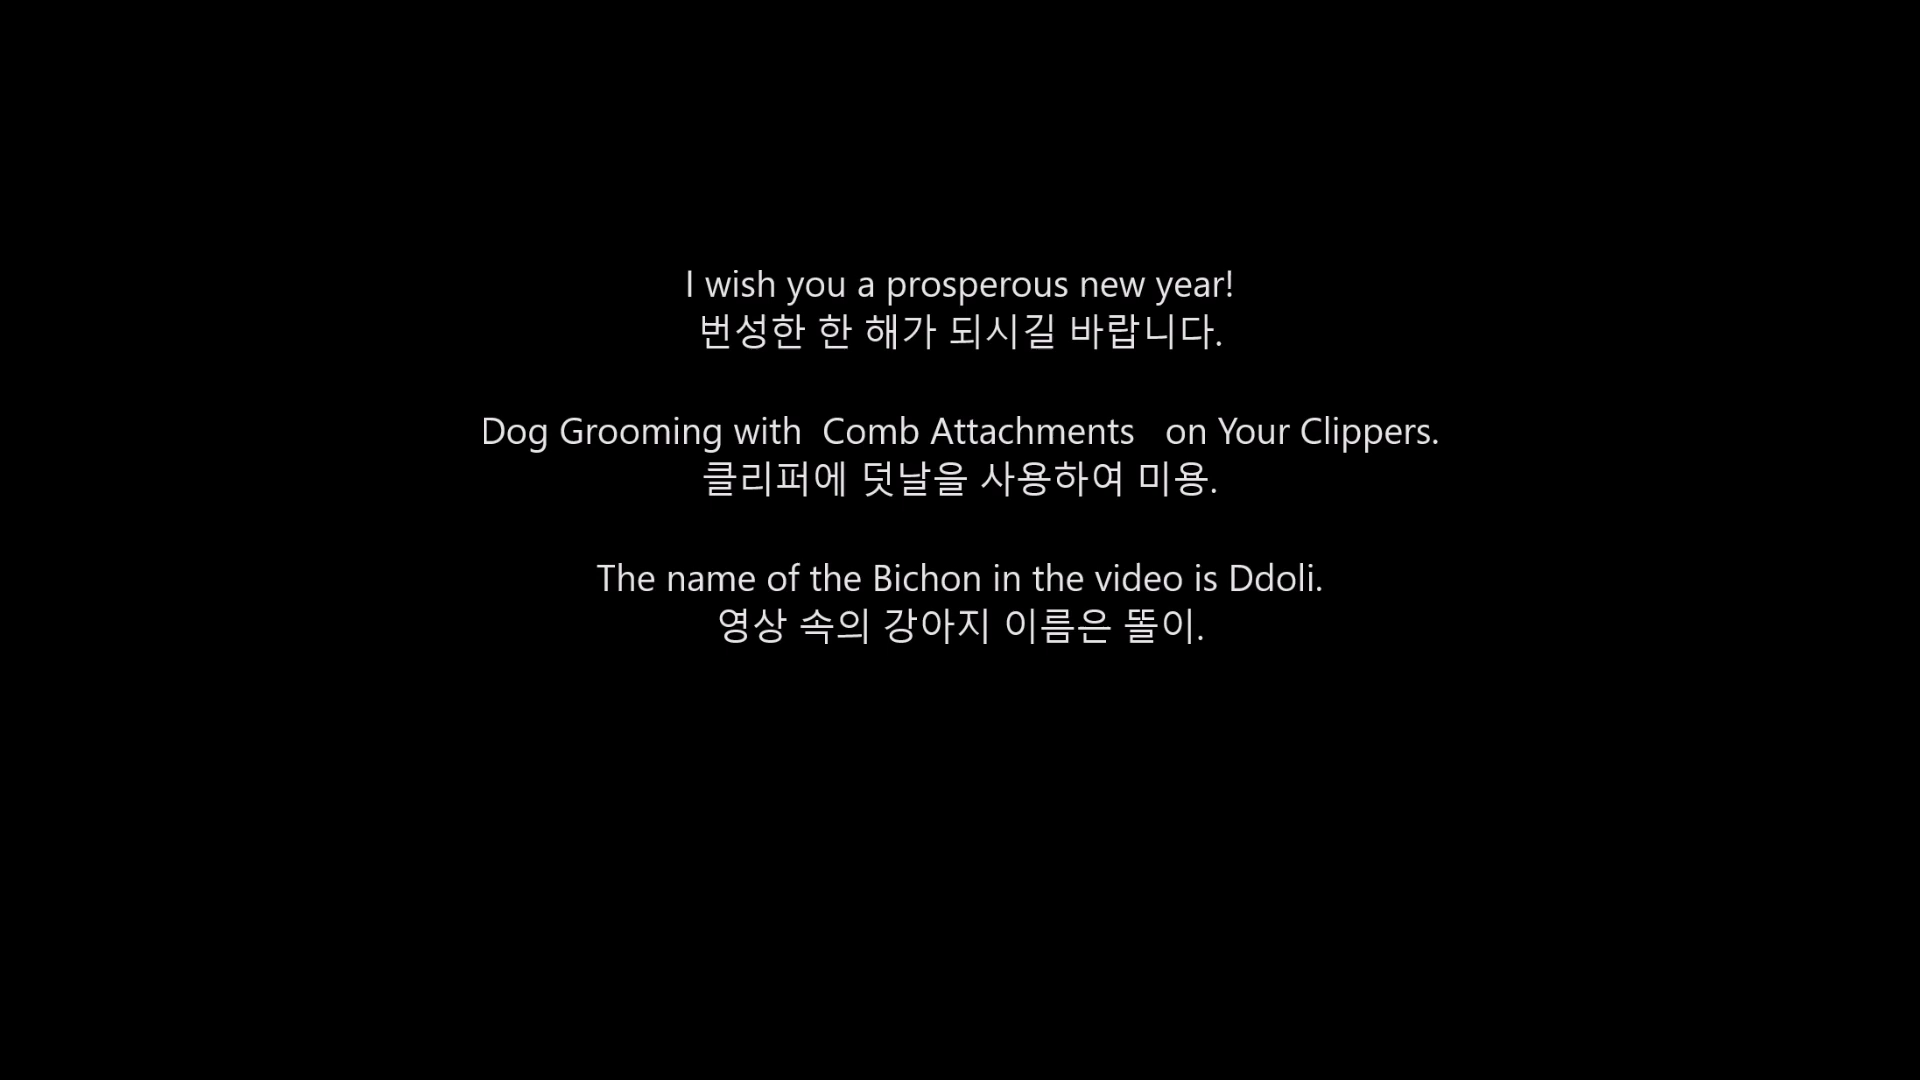 I wish you a prosperous new year!
번성한 한 해가 되시길 바랍니다.
Dog Grooming with  Comb Attachments   on Your Clippers.
클리퍼에 덧날을 사용하여 미용.
The name of the Bichon in the video is Ddoli.
영상 속의 강아지 이름은 똘이.